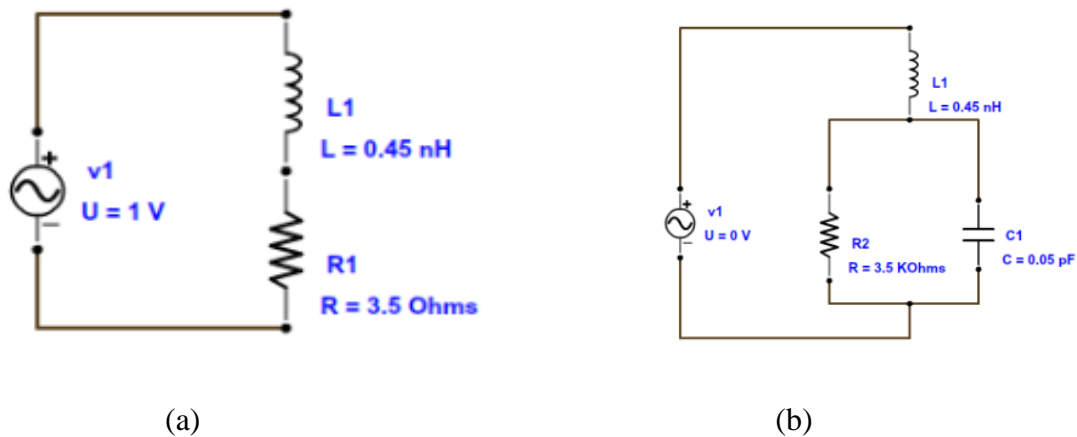 L1
L = 0.45 nH
+
v1
U = 1 V
−
R1
R = 3.5 Ohms
(a)
L1
L = 0.45 nH
+
v1
U = 0 V
−
R2
R = 3.5 KOhms
C1
C = 0.05 pF
(b)